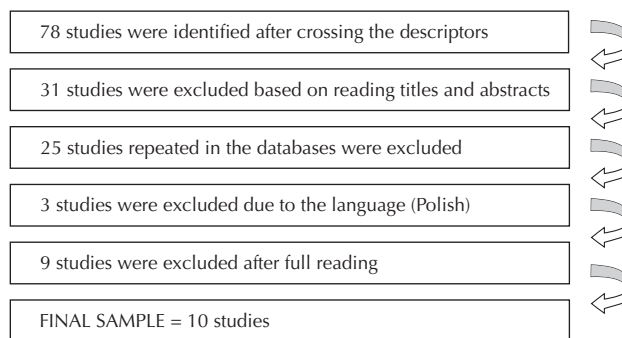 78 studies were identified after crossing the descriptors
31 studies were excluded based on reading titles and abstracts
25 studies repeated in the databases were excluded
3 studies were excluded due to the language (Polish)
9 studies were excluded after full reading
FINAL SAMPLE = 10 studies